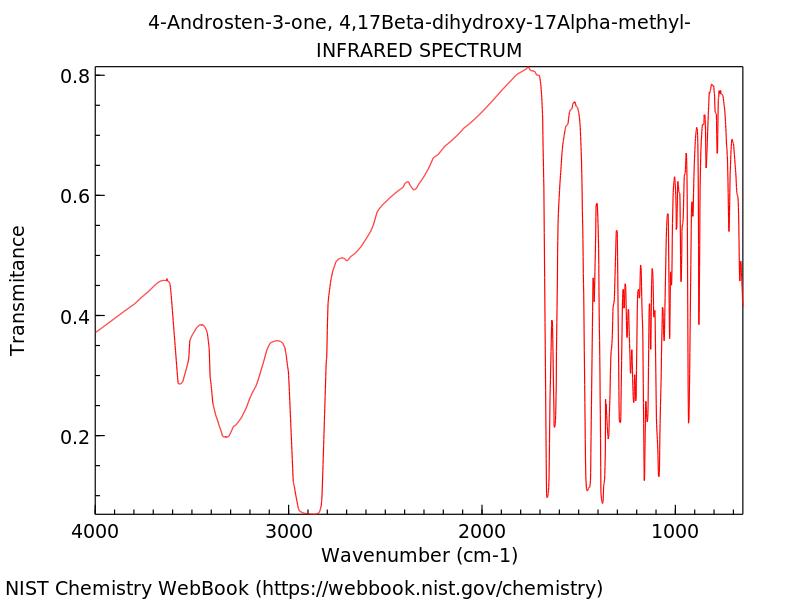 4-Androsten-3-one, 4,17Beta-dihydroxy-17Alpha-methyl-
INFRARED SPECTRUM
0.8
0.6
0.4
0.2
Transmitance
4000 3000 2000 1000
Wavenumber (cm-1)
NIST Chemistry WebBook (https://webbook.nist.gov/chemistry)